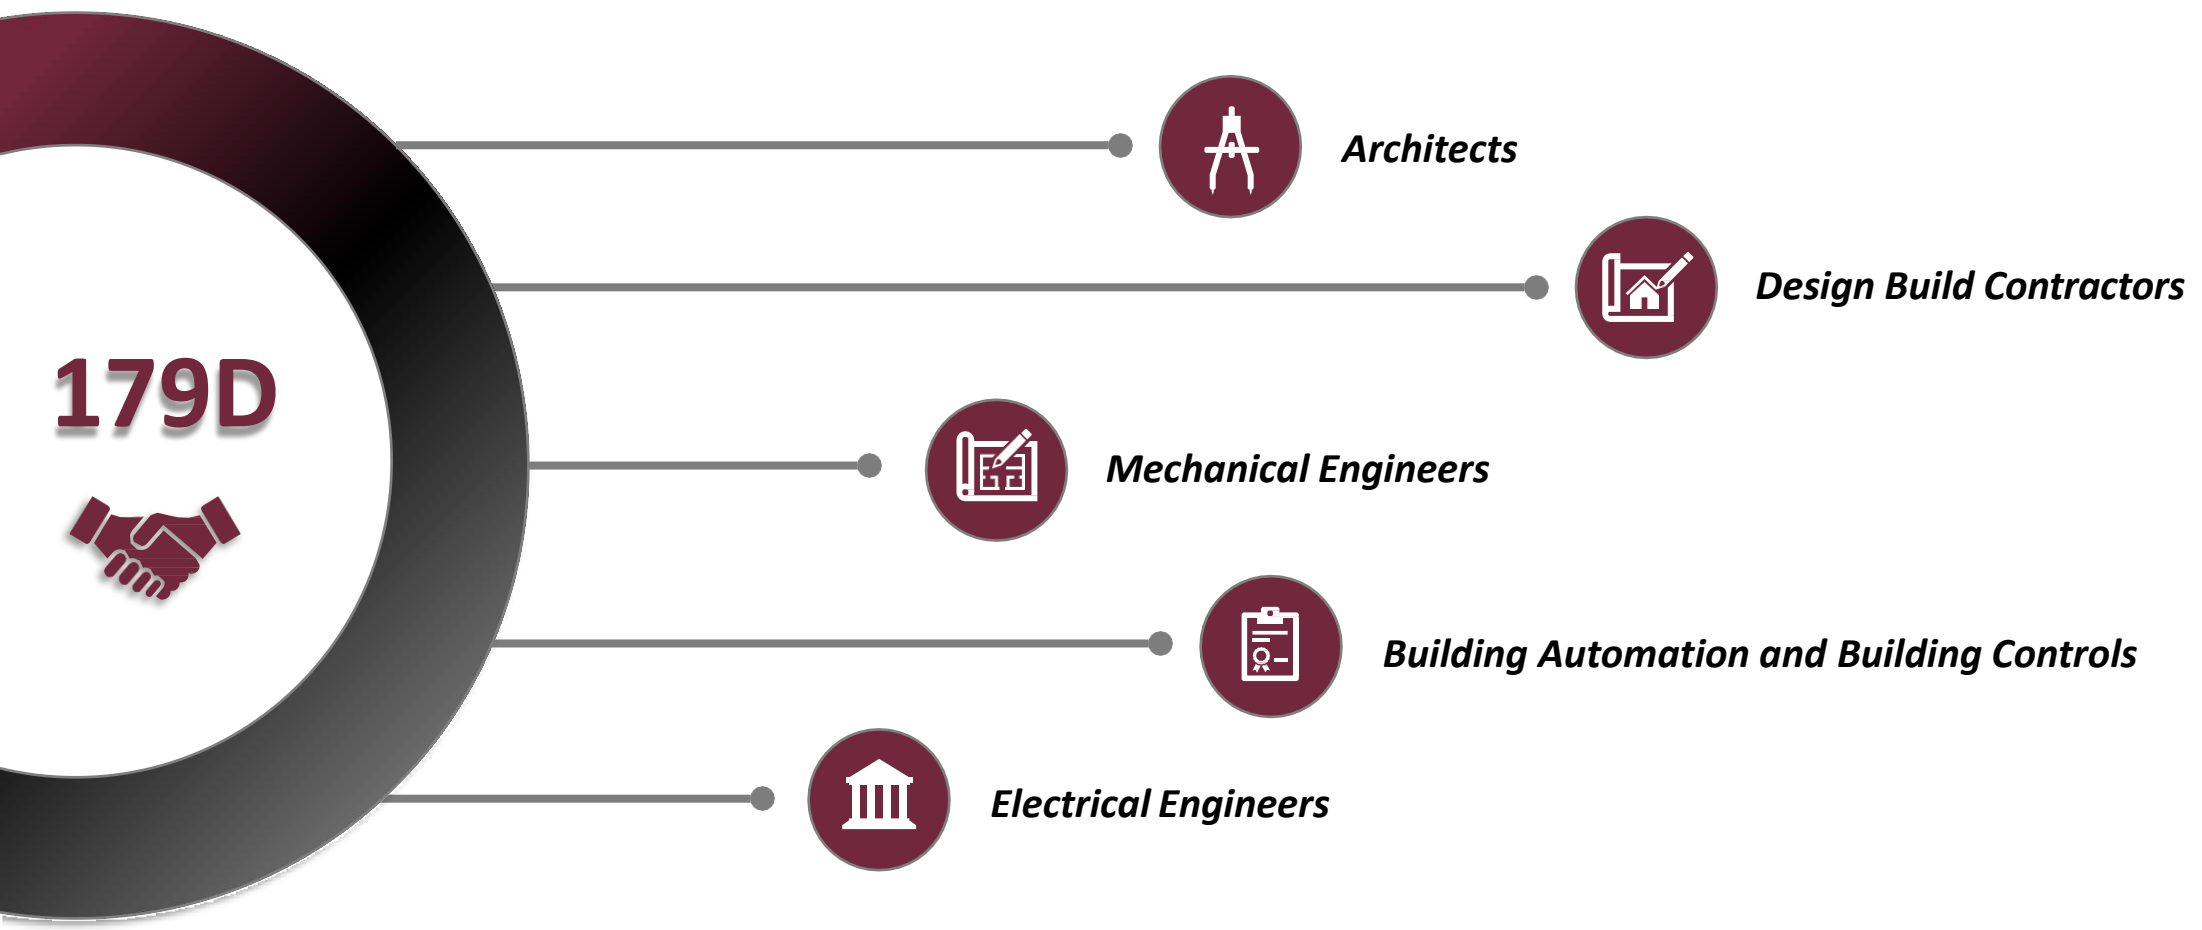 179D
Architects
Design Build Contractors
Mechanical Engineers
Building Automation and Building Controls
Electrical Engineers